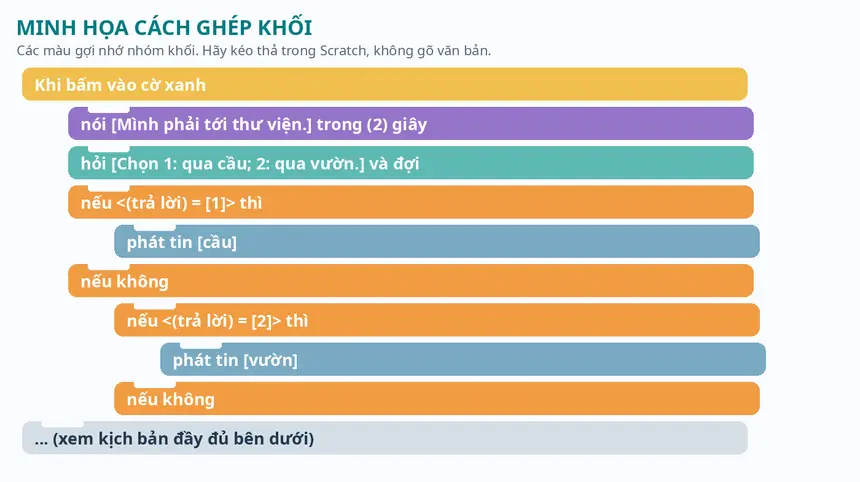 MINH HỌA CÁCH GHÉP KHỐI
Các màu gợi nhớ nhóm khối. Hãy kéo thả trong Scratch, không gõ văn bản.
Khi bấm vào cờ xanh
nói [Mình phải tới thư viện.] trong (2) giây
hỏi [Chọn 1: qua cầu; 2: qua vườn.] và đợi
nếu <(trả lời) = [1]> thì
phát tin [cầu]
nếu không
nếu <(trả lời) = [2]> thì
phát tin [vườn]
nếu không
... (xem kịch bản đầy đủ bên dưới)